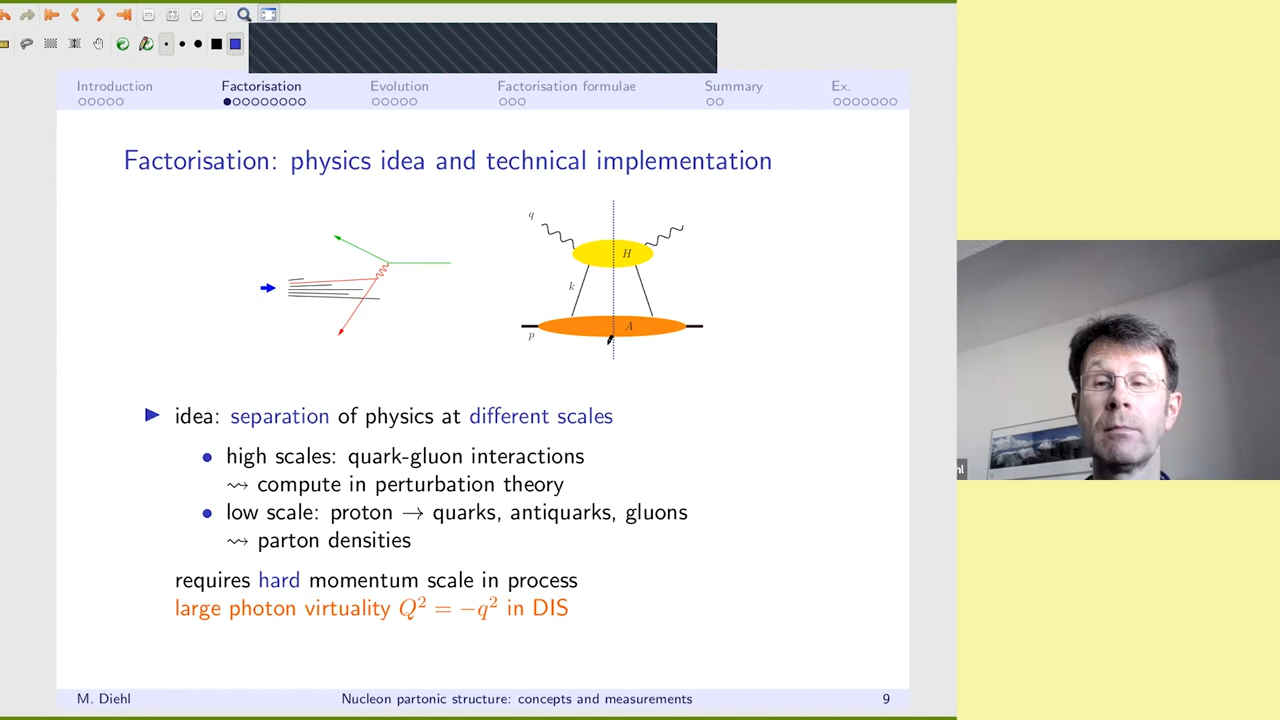 Introduction Factorisation Evolution Factorisation formulae Summary Ex.
Factorisation: physics idea and technical implementation
q
H
k
A
p
idea: separation of physics at different scales
• high scales: quark-gluon interactions
⇝ compute in perturbation theory
• low scale: proton → quarks, antiquarks, gluons
⇝ parton densities
requires hard momentum scale in process
large photon virtuality Q² = −q² in DIS
M. Diehl Nucleon partonic structure: concepts and measurements 9